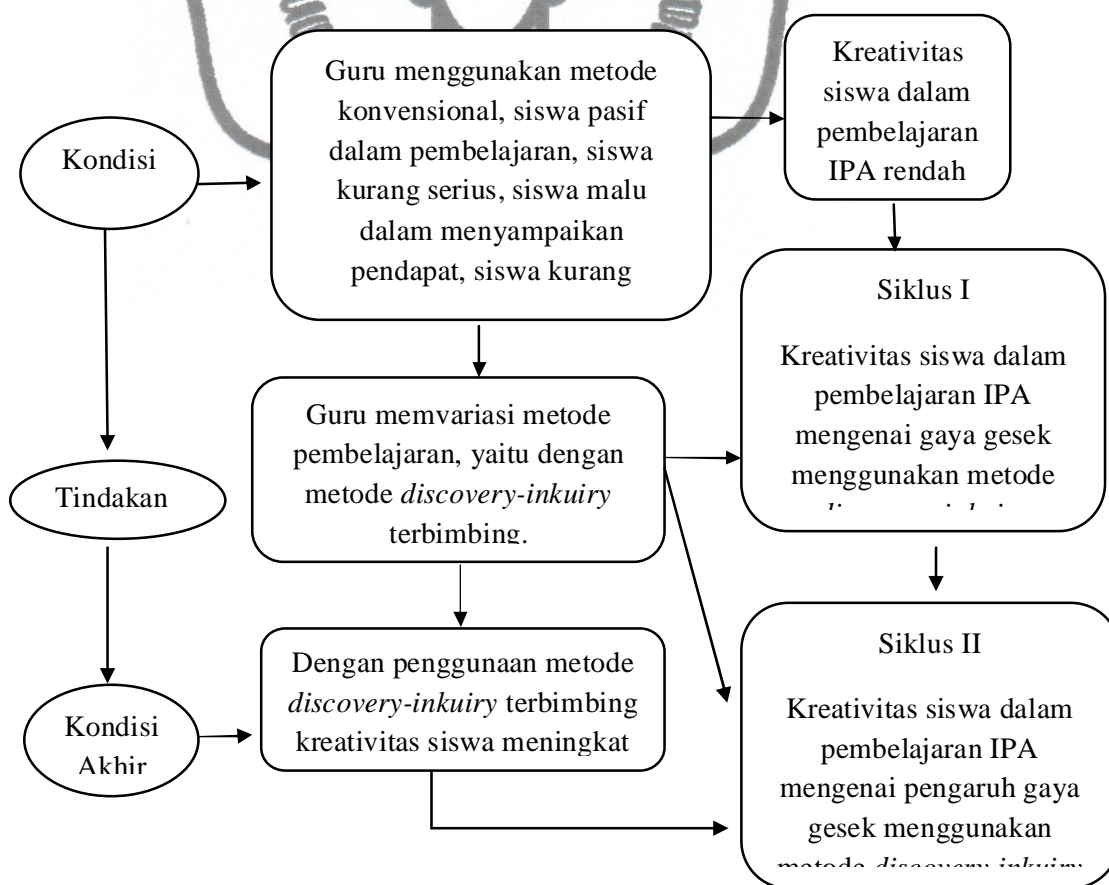 Kondisi
Guru menggunakan metode
konvensional, siswa pasif
dalam pembelajaran, siswa
kurang serius, siswa malu
dalam menyampaikan
pendapat, siswa kurang
Kreativitas
siswa dalam
pembelajaran
IPA rendah
Siklus I
Kreativitas siswa dalam
pembelajaran IPA
mengenai gaya gesek
menggunakan metode
Tindakan
Guru memvariasi metode
pembelajaran, yaitu dengan
metode discovery-inkuiry
terbimbing.
Kondisi
Akhir
Dengan penggunaan metode
discovery-inkuiry terbimbing
kreativitas siswa meningkat
Siklus II
Kreativitas siswa dalam
pembelajaran IPA
mengenai pengaruh gaya
gesek menggunakan
metode discovery-inkuiry